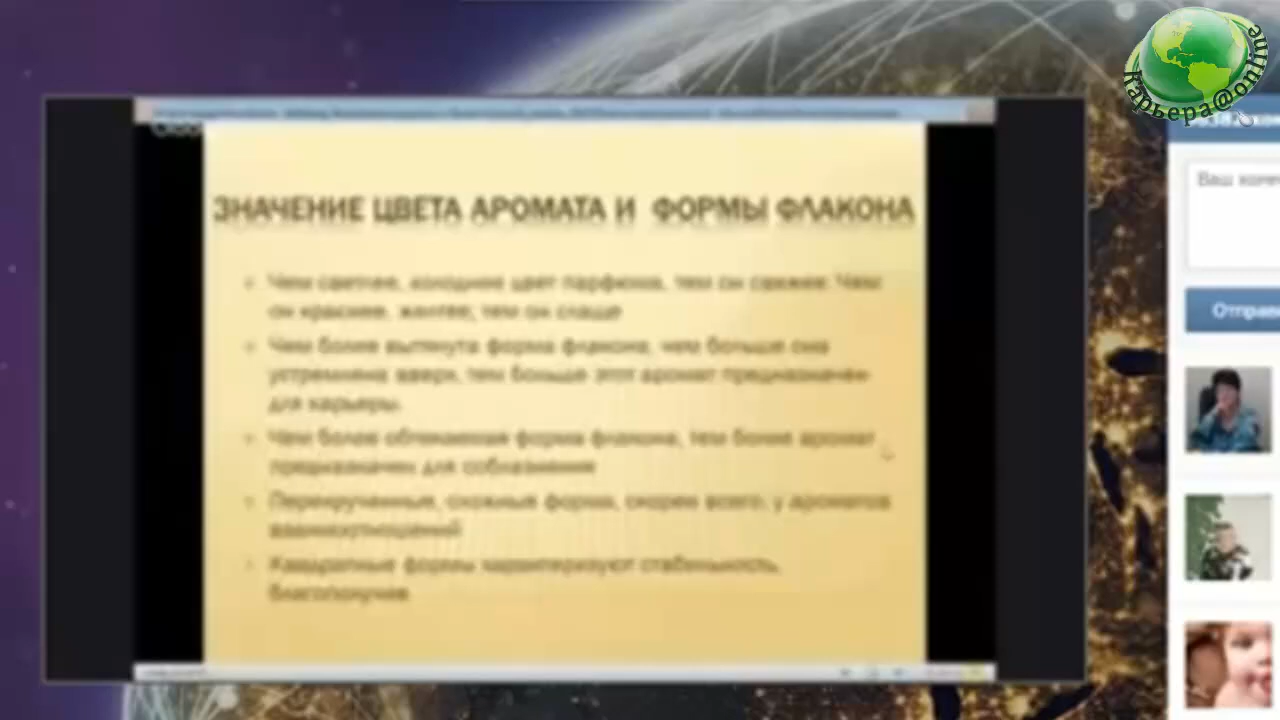 Карьера@online
ЗНАЧЕНИЕ ЦВЕТА АРОМАТА И ФОРМЫ ФЛАКОНА
Чем светлее, холоднее цвет парфюма, тем он свежее. Чем
он краснее, желтее, тем он слаще
Чем более вытянута форма флакона, чем больше она
устремлена вверх, тем больше этот аромат предназначен
для карьеры.
Чем более обтекаемая форма флакона, тем более аромат
предназначен для соблазнения
Перекрученные, сложные форма, скорее всего, у ароматов
взаимоотношений
Квадратные формы характеризуют стабильность,
благополучие
Ваш
Отправ